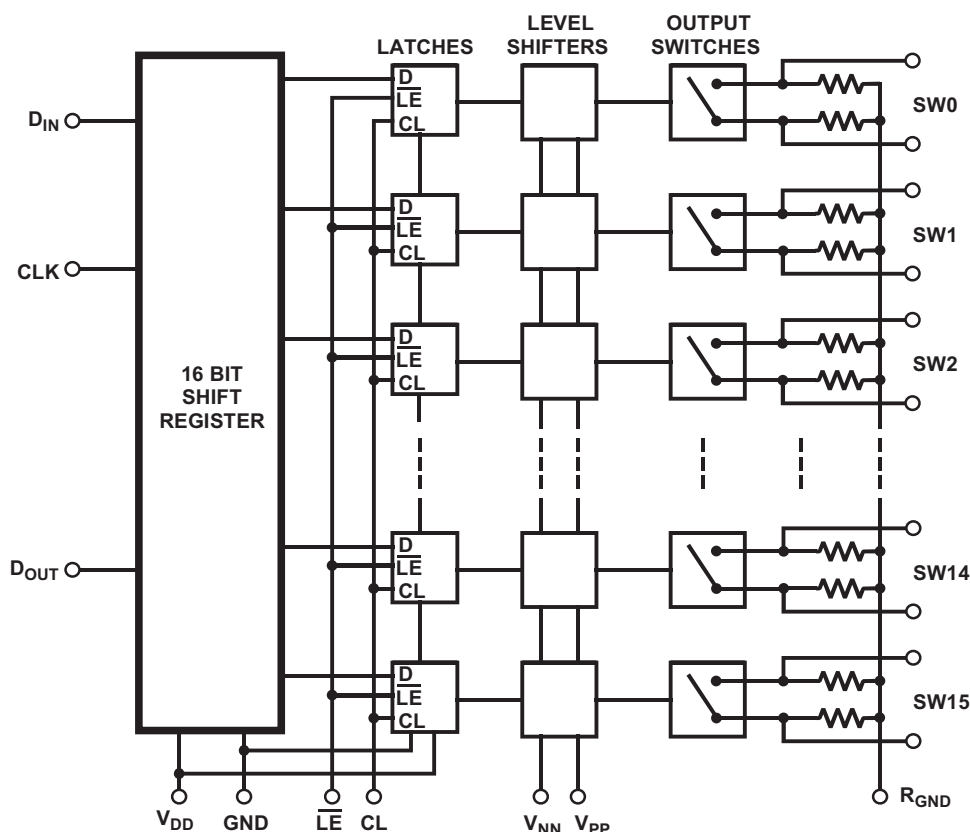 LATCHES
LEVEL
SHIFTERS
OUTPUT
SWITCHES
D
LE
CL
SW0
DIN
D
LE
CL
SW1
CLK
D
LE
CL
SW2
16 BIT
SHIFT
REGISTER
D
LE
CL
SW14
DOUT
D
LE
CL
SW15
VDD
GND
LE
CL
VNN
VPP
RGND